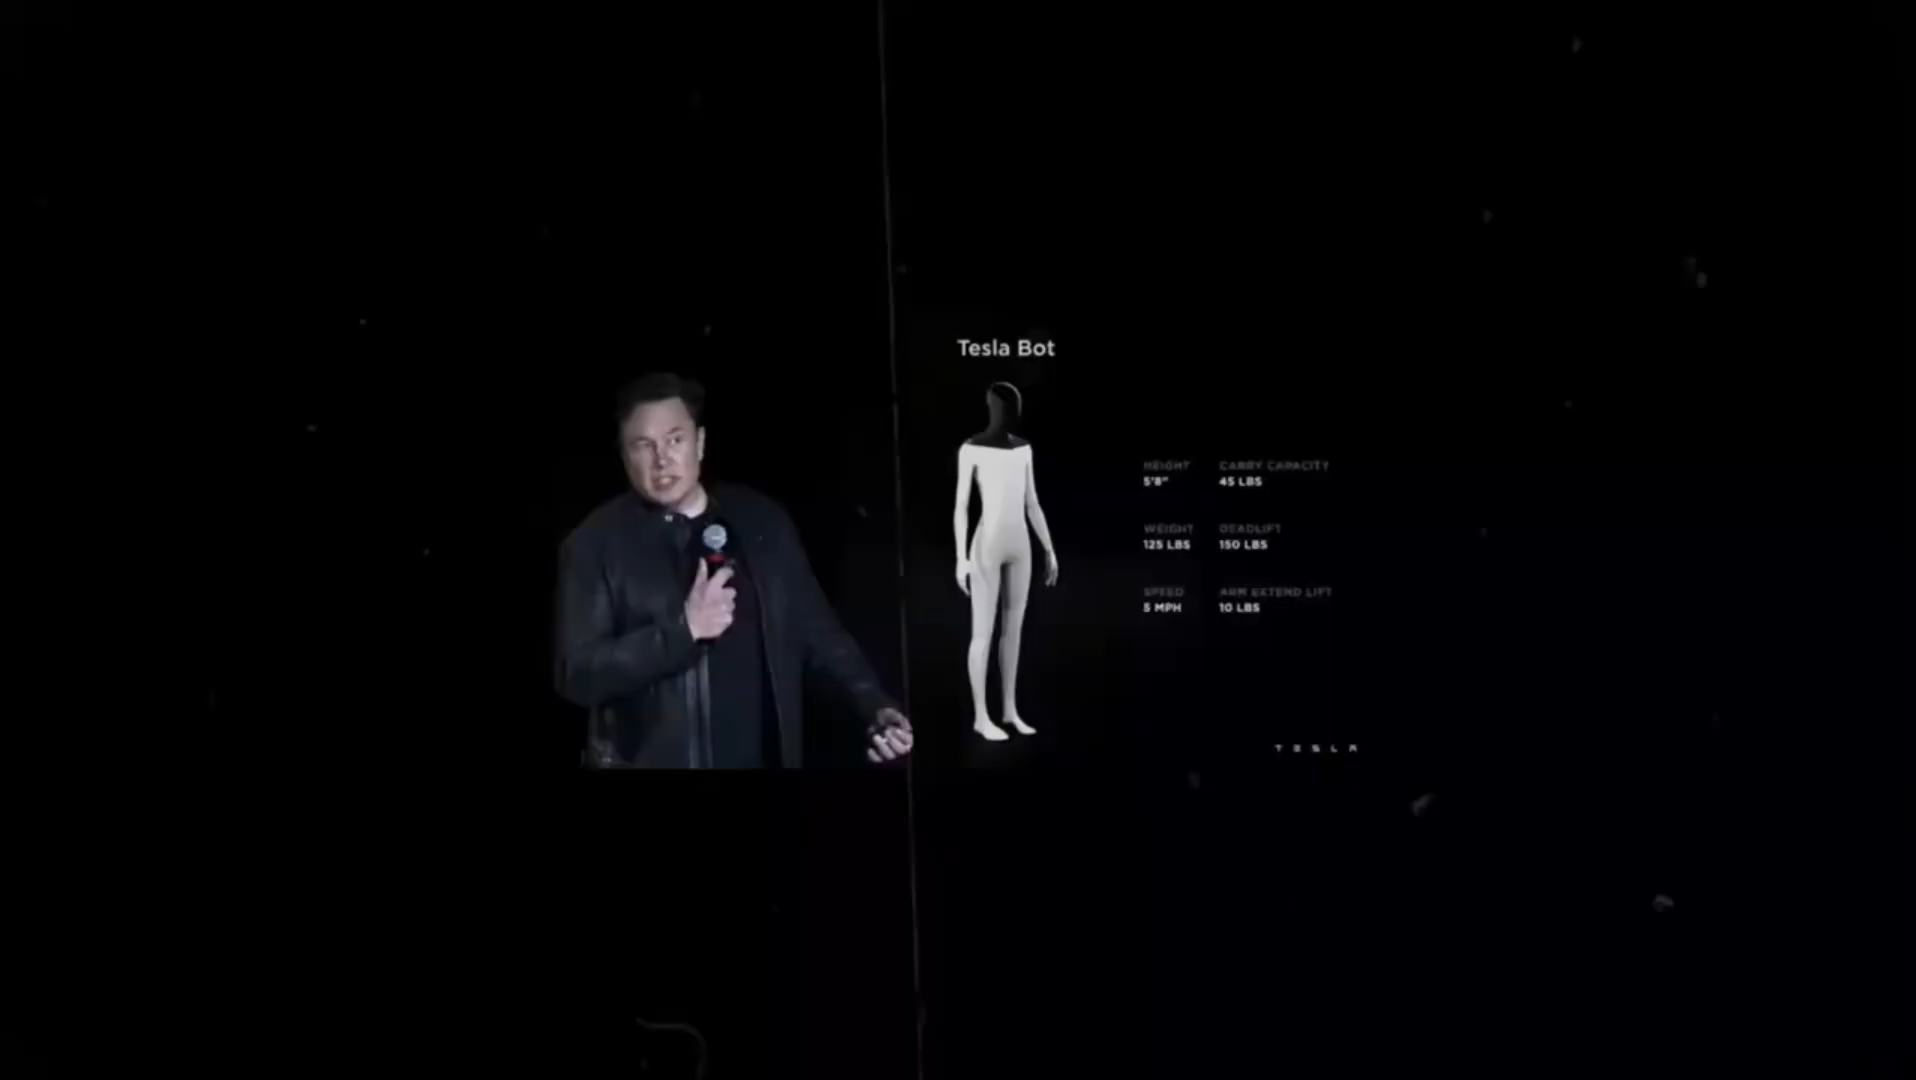 Tesla Bot
HEIGHT CARRY CAPACITY
5'8" 45 LBS
WEIGHT DEADLIFT
125 LBS 150 LBS
SPEED ARM EXTEND LIFT
5 MPH 10 LBS
TESLA